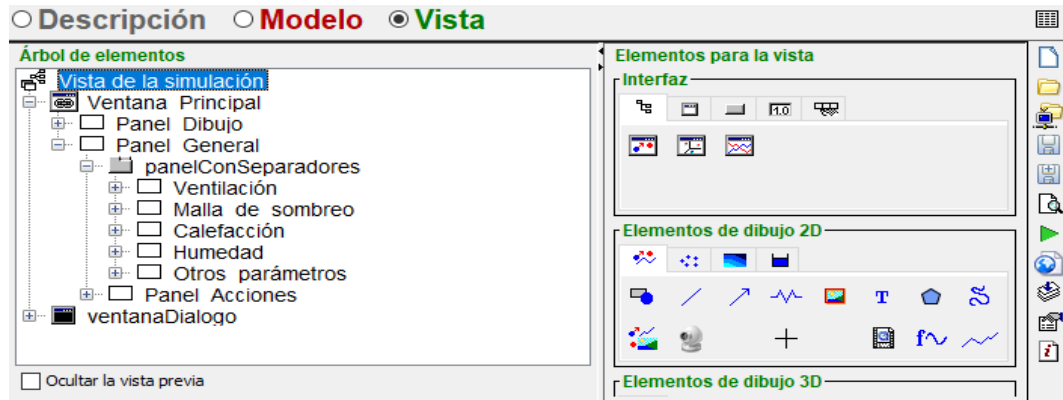 Descripción Modelo Vista
Árbol de elementos
Vista de la simulación
Ventana Principal
Panel Dibujo
Panel General
panelConSeparadores
Ventilación
Malla de sombreo
Calefacción
Humedad
Otros parámetros
Panel Acciones
ventanaDialogo
Ocultar la vista previa
Elementos para la vista
Interfaz
1.0
Elementos de dibujo 2D
T
f
Elementos de dibujo 3D
i